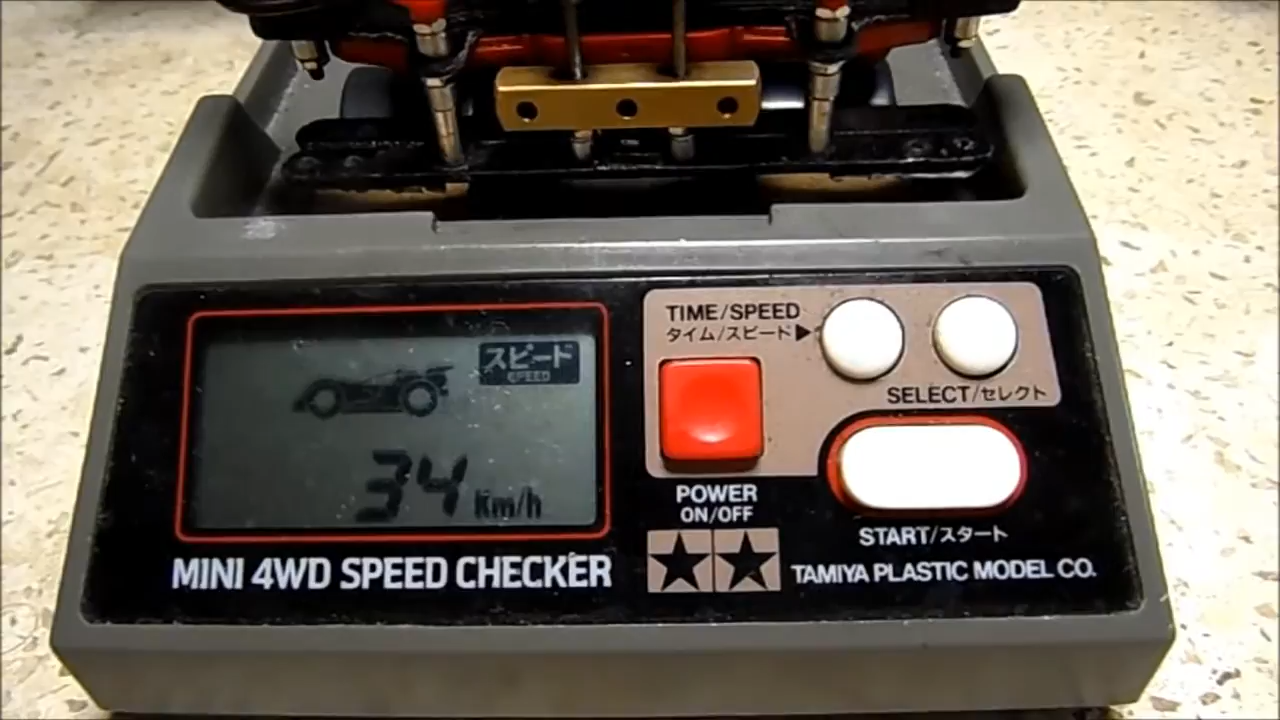 スピード
SPEED
34 Km/h
MINI 4WD SPEED CHECKER
TIME/SPEED
タイム/スピード▶
SELECT/セレクト
POWER
ON/OFF
START/スタート
TAMIYA PLASTIC MODEL CO.